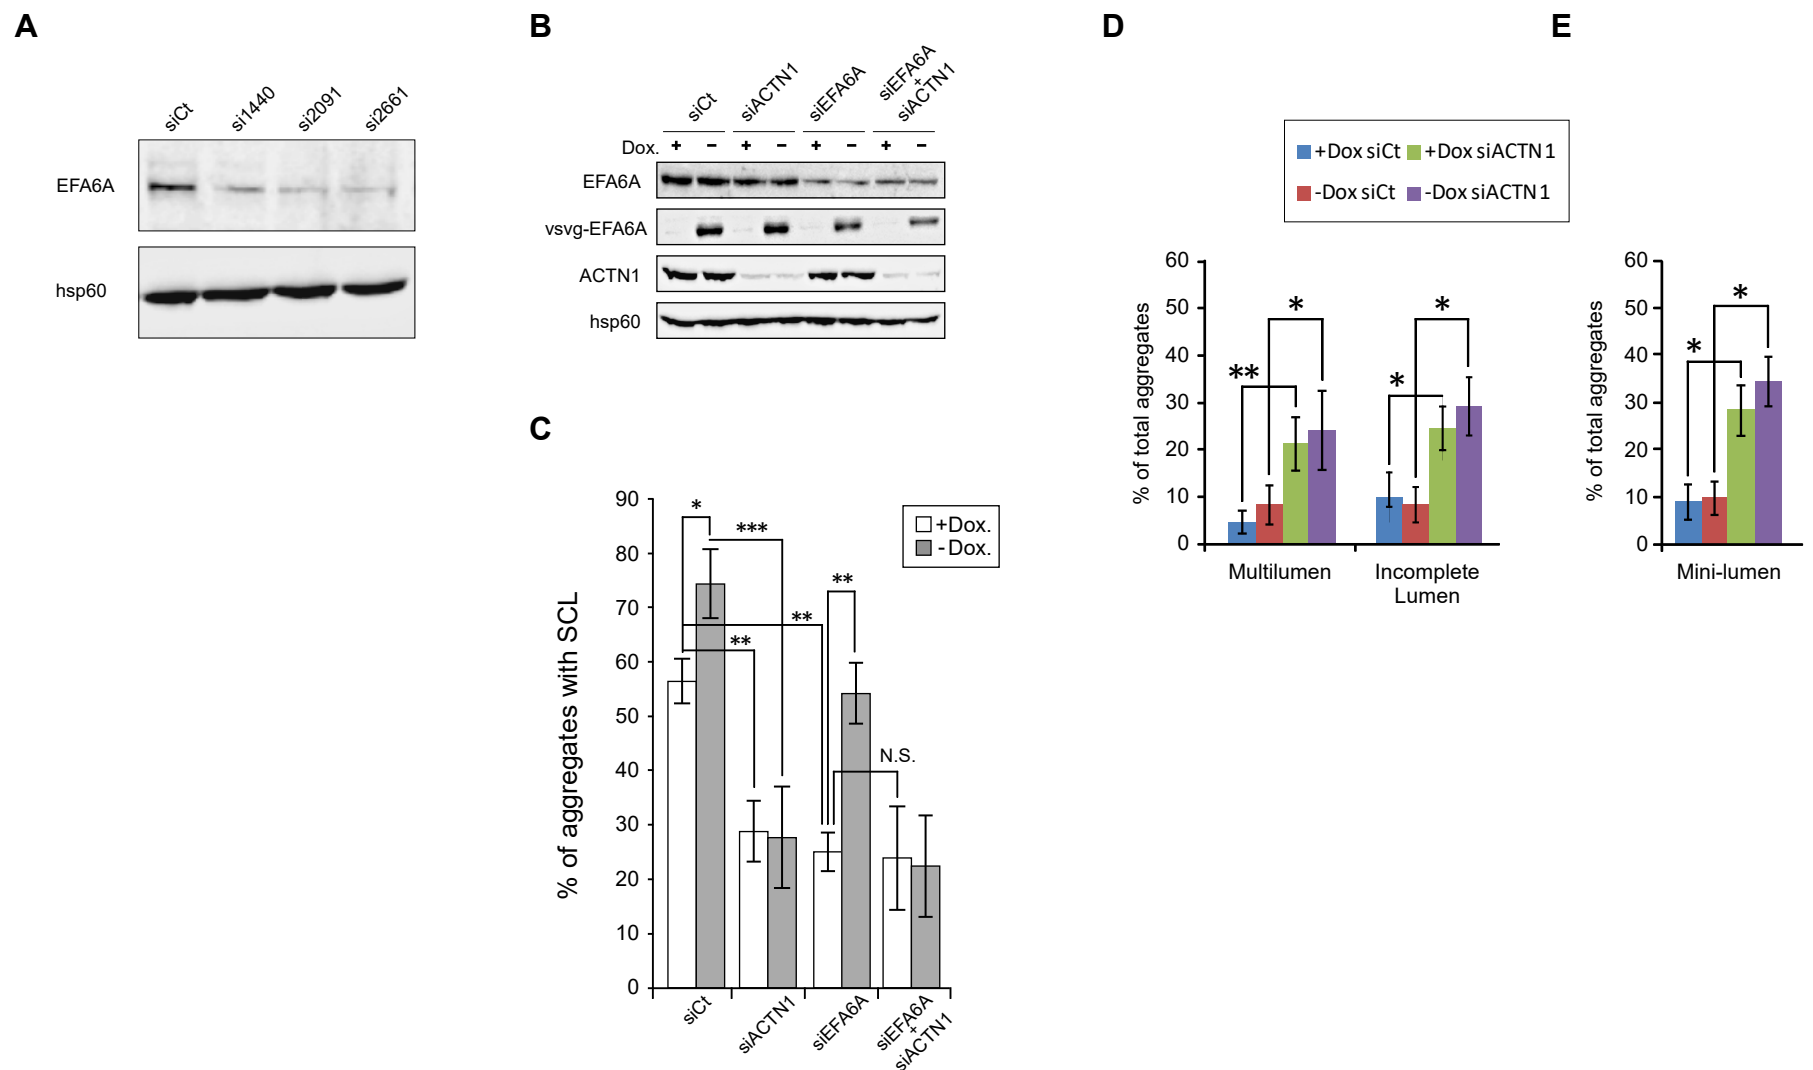 A
siCt
si1440
si2091
si2661
EFA6A
hsp60
B
siCt
siACTN1
siEFA6A
siEFA6A
+
siACTN1
Dox. + − + − + − + −
EFA6A
vsvg-EFA6A
ACTN1
hsp60
C
% of aggregates with SCL
90
80
70
60
50
40
30
20
10
0
+Dox.
-Dox.
*
***
**
**
**
N.S.
siCt
siACTN1
siEFA6A
siEFA6A
+
siACTN1
D
+Dox siCt
+Dox siACTN1
-Dox siCt
-Dox siACTN1
% of total aggregates
60
50
40
30
20
10
0
**
*
*
*
Multilumen
Incomplete
Lumen
E
% of total aggregates
60
50
40
30
20
10
0
*
*
Mini-lumen